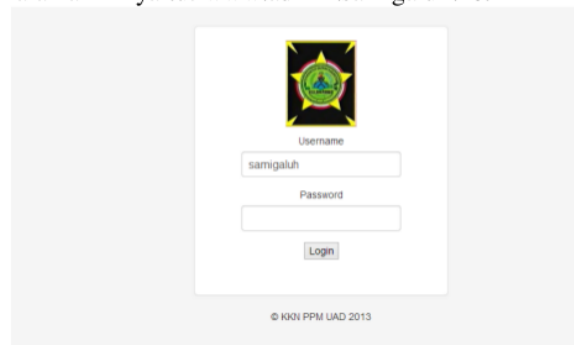 Username
samigaluh
Password
Login
© KKN PPM UAD 2013